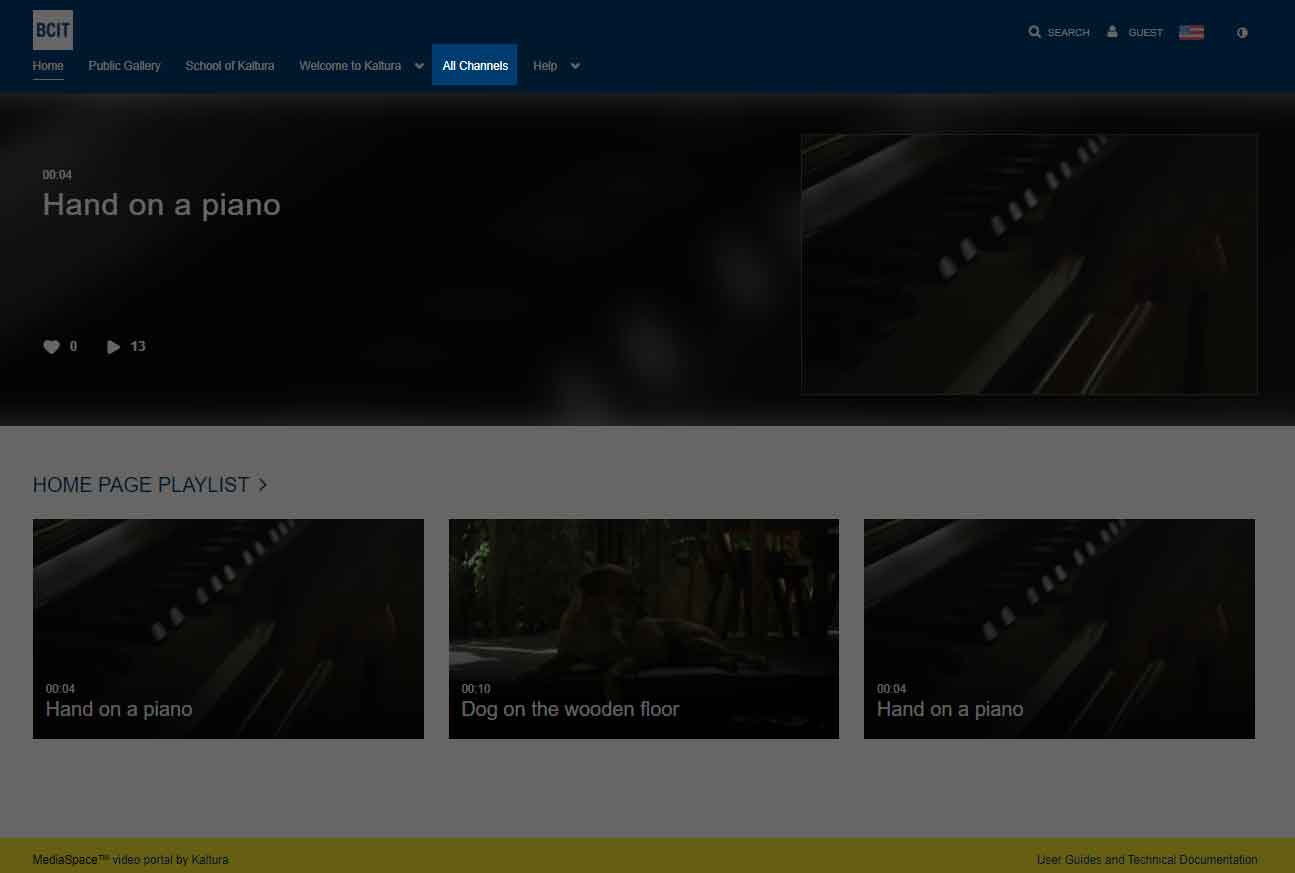 BCIT
SEARCH GUEST
Home Public Gallery School of Kaltura Welcome to Kaltura All Channels Help
00:04
Hand on a piano
0 13
HOME PAGE PLAYLIST >
00:04
Hand on a piano
00:10
Dog on the wooden floor
00:04
Hand on a piano
MediaSpace™ video portal by Kaltura
User Guides and Technical Documentation